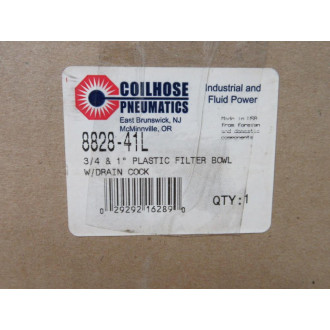 COILHOSE
PNEUMATICS
East Brunswick, NJ
McMinnville, OR
Industrial and
Fluid Power
Made in USA
from foreign
and domestic
components
8828-41L
3/4 & 1" PLASTIC FILTER BOWL
W/DRAIN COCK
0 29292 16289 0
QTY:1